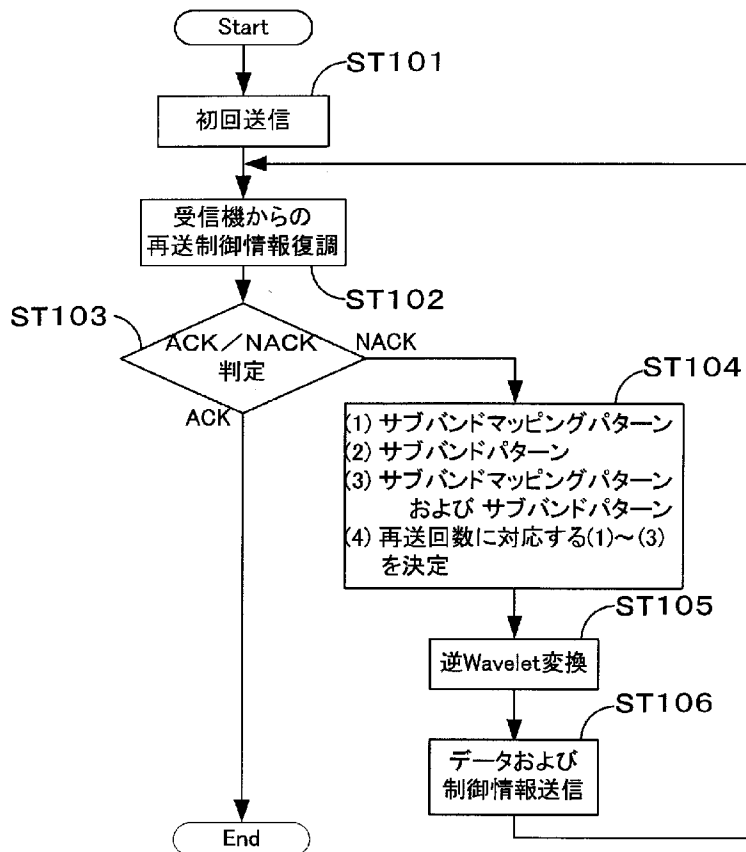 Start
ST101
初回送信
受信機からの
再送制御情報復調
ST102
ST103
ACK／NACK
判定
NACK
ACK
ST104
(1) サブバンドマッピングパターン
(2) サブバンドパターン
(3) サブバンドマッピングパターン
および サブバンドパターン
(4) 再送回数に対応する(1)～(3)
を決定
ST105
逆Wavelet変換
ST106
データおよび
制御情報送信
End